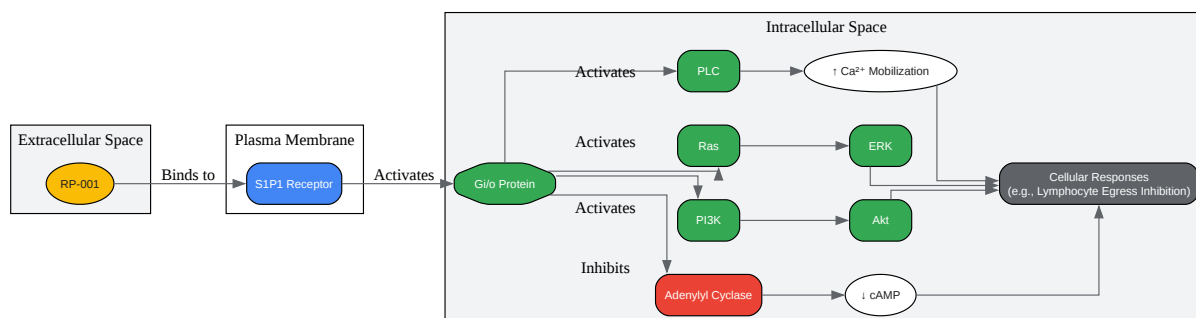 Intracellular Space
Activates
PLC
↑ Ca²⁺ Mobilization
Extracellular Space
Plasma Membrane
Activates
Ras
ERK
RP-001
Binds to
S1P1 Receptor
Activates
Gi/o Protein
Cellular Responses
(e.g., Lymphocyte Egress Inhibition)
Activates
PI3K
Akt
Inhibits
Adenylyl Cyclase
↓ cAMP